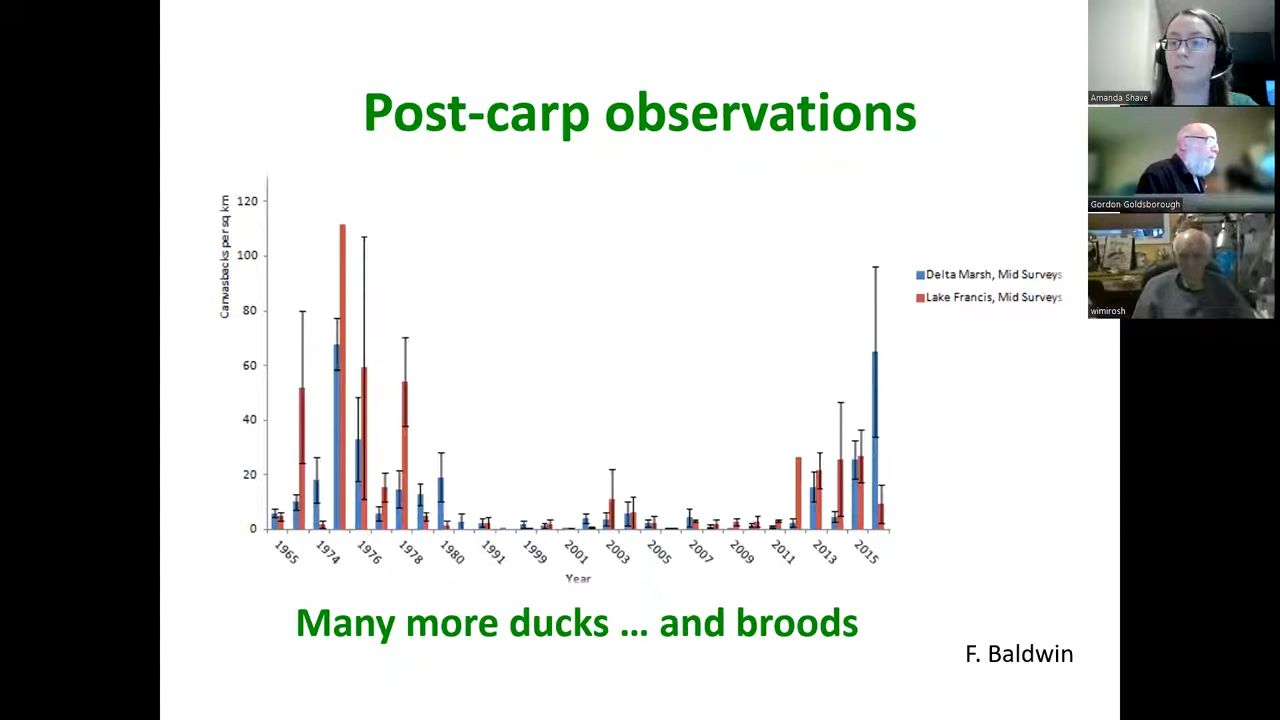 Post-carp observations
Canvasbacks per sq km
120
100
80
60
40
20
0
1965
1974
1976
1978
1980
1991
1999
2001
2003
2005
2007
2009
2011
2013
2015
Year
Delta Marsh, Mid Surveys
Lake Francis, Mid Surveys
Many more ducks ... and broods
F. Baldwin
Amanda Shave
Gordon Goldsborough
wimirosh